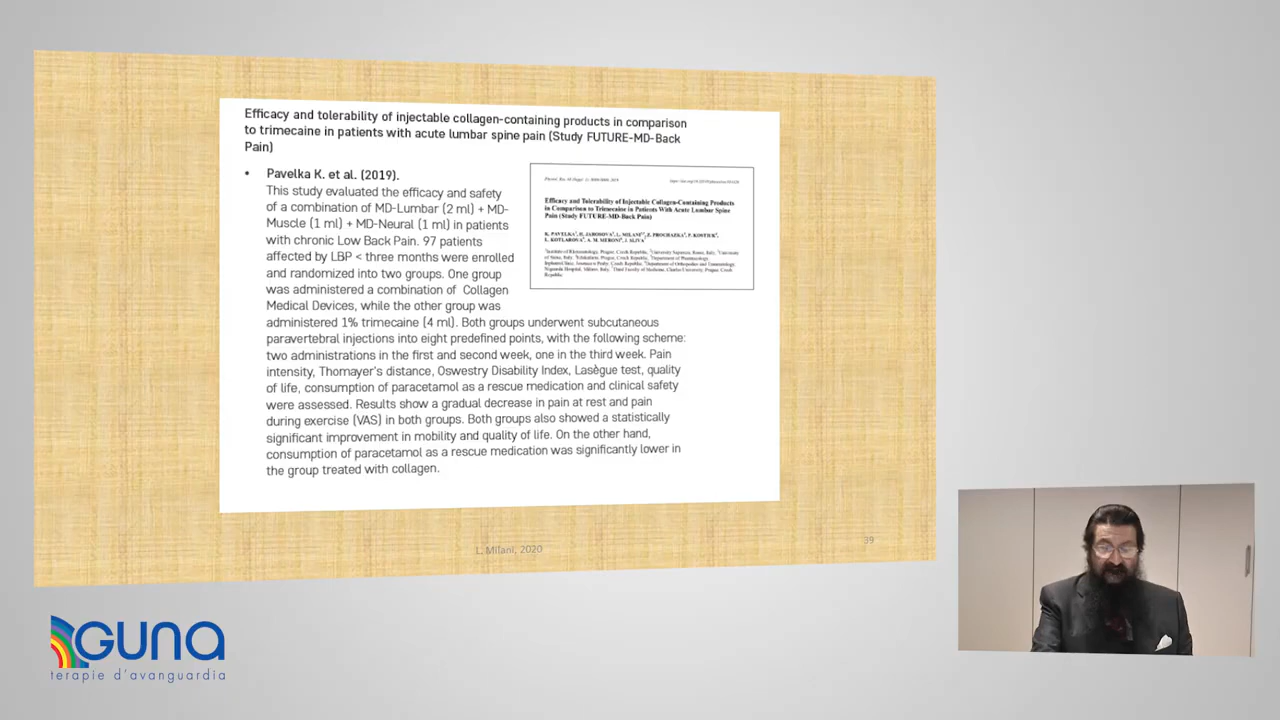 Efficacy and tolerability of injectable collagen-containing products in comparison
to trimecaine in patients with acute lumbar spine pain (Study FUTURE-MD-Back
Pain)
• Pavelka K. et al. (2019).
This study evaluated the efficacy and safety
of a combination of MD-Lumbar (2 ml) + MD-
Muscle (1 ml) + MD-Neural (1 ml) in patients
with chronic Low Back Pain. 97 patients
affected by LBP < three months were enrolled
and randomized into two groups. One group
was administered a combination of Collagen
Medical Devices, while the other group was
administered 1% trimecaine (4 ml). Both groups underwent subcutaneous
paravertebral injections into eight predefined points, with the following scheme:
two administrations in the first and second week, one in the third week. Pain
intensity, Thomayer's distance, Oswestry Disability Index, Lasègue test, quality
of life, consumption of paracetamol as a rescue medication and clinical safety
were assessed. Results show a gradual decrease in pain at rest and pain
during exercise (VAS) in both groups. Both groups also showed a statistically
significant improvement in mobility and quality of life. On the other hand,
consumption of paracetamol as a rescue medication was significantly lower in
the group treated with collagen.
Efficacy and Tolerability of Injectable Collagen-Containing Products
in Comparison to Trimecaine in Patients With Acute Lumbar Spine
Pain (Study FUTURE-MD-Back Pain)
L. Milani, 2020
39
GUNA
terapie d'avanguardia